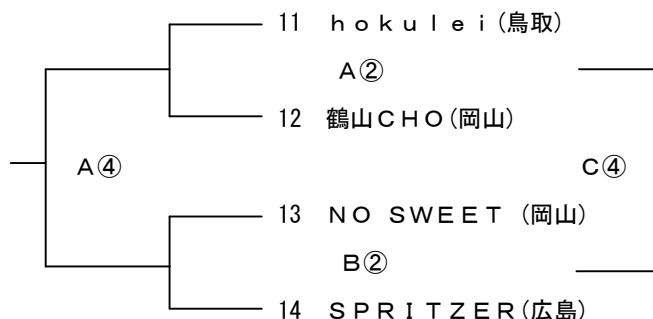 11 ｈｏｋｕｌｅｉ(鳥取)
Ａ②
12 鶴山ＣＨＯ(岡山)
Ａ④ Ｃ④
13 ＮＯ ＳＷＥＥＴ (岡山)
Ｂ②
14 ＳＰＲＩＴＺＥＲ(広島)